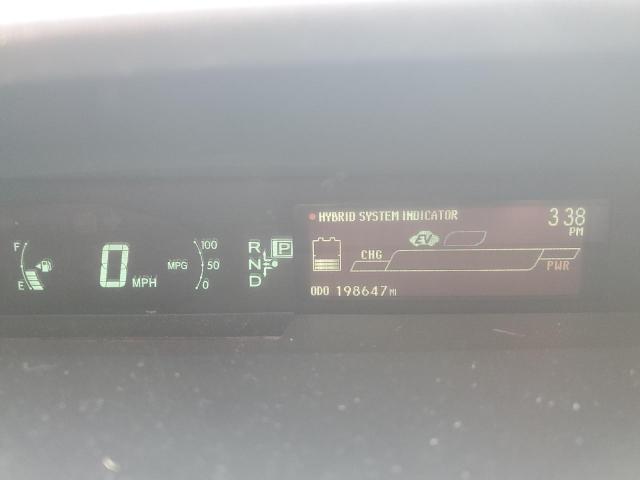 HYBRID SYSTEM INDICATOR
3 38
PM
F
E
0 MPH
MPG
100
50
0
R
N
D
P
EV
CHG
PWR
ODO 198647 MI